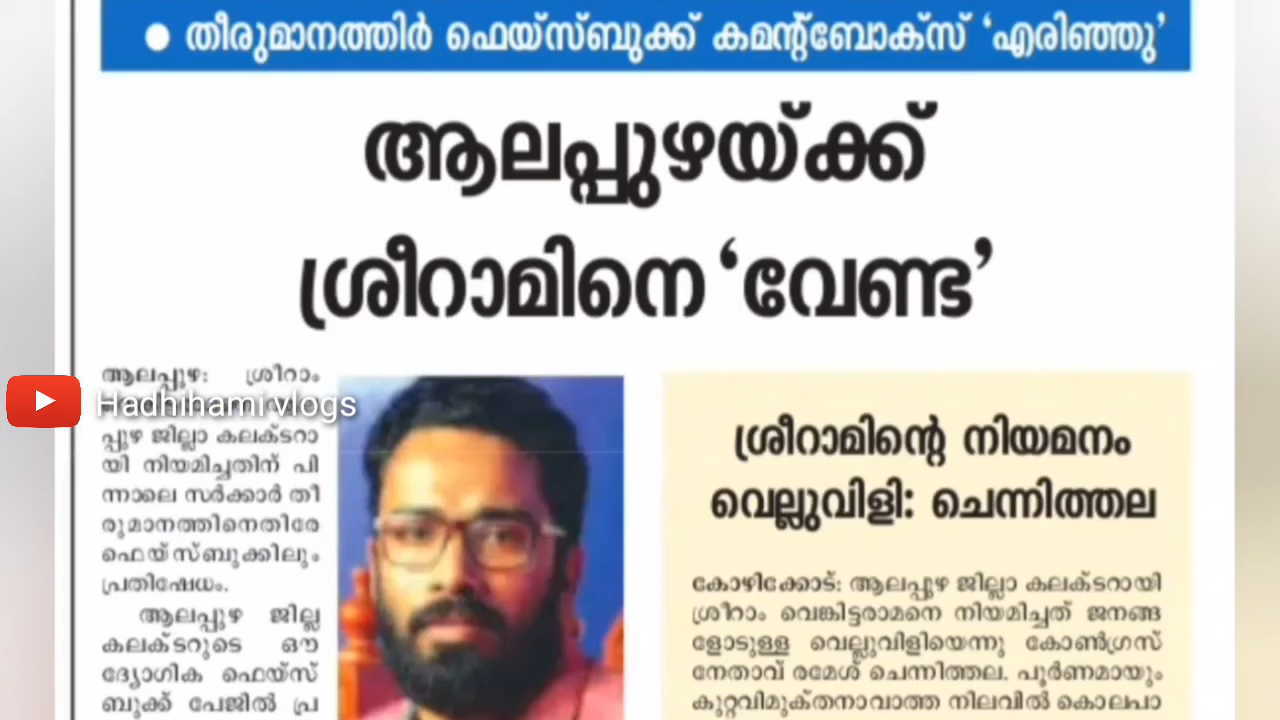 ● തീരുമാനത്തിർ ഫെയ്സ്ബുക്ക് കമന്റ്ബോക്സ് ‘എരിഞ്ഞു’
ആലപ്പുഴയ്ക്ക്
ശ്രീറാമിനെ ‘വേണ്ട’
ആലപ്പുഴ: ശ്രീറാം
Hadhihami vlogs
പ്പുഴ ജില്ലാ കലക്ടറാ
യി നിയമിച്ചതിന് പി
ന്നാലെ സർക്കാർ തീ
രുമാനത്തിനെതിരേ
ഫെയ്സ്ബുക്കിലും
പ്രതിഷേധം.
ആലപ്പുഴ ജില്ല
കലക്ടറുടെ ഔ
ദ്യോഗിക ഫെയ്സ്
ബുക്ക് പേജിൽ പ്ര
ശ്രീറാമിന്റെ നിയമനം
വെല്ലുവിളി: ചെന്നിത്തല
കോഴിക്കോട്: ആലപ്പുഴ ജില്ലാ കലക്ടറായി
ശ്രീറാം വെങ്കിട്ടരാമനെ നിയമിച്ചത് ജനങ്ങ
ളോടുള്ള വെല്ലുവിളിയെന്നു കോൺഗ്രസ്
നേതാവ് രമേശ് ചെന്നിത്തല. പൂർണമായും
കുറ്റവിമുക്തനാവാത്ത നിലവിൽ കൊലപാ